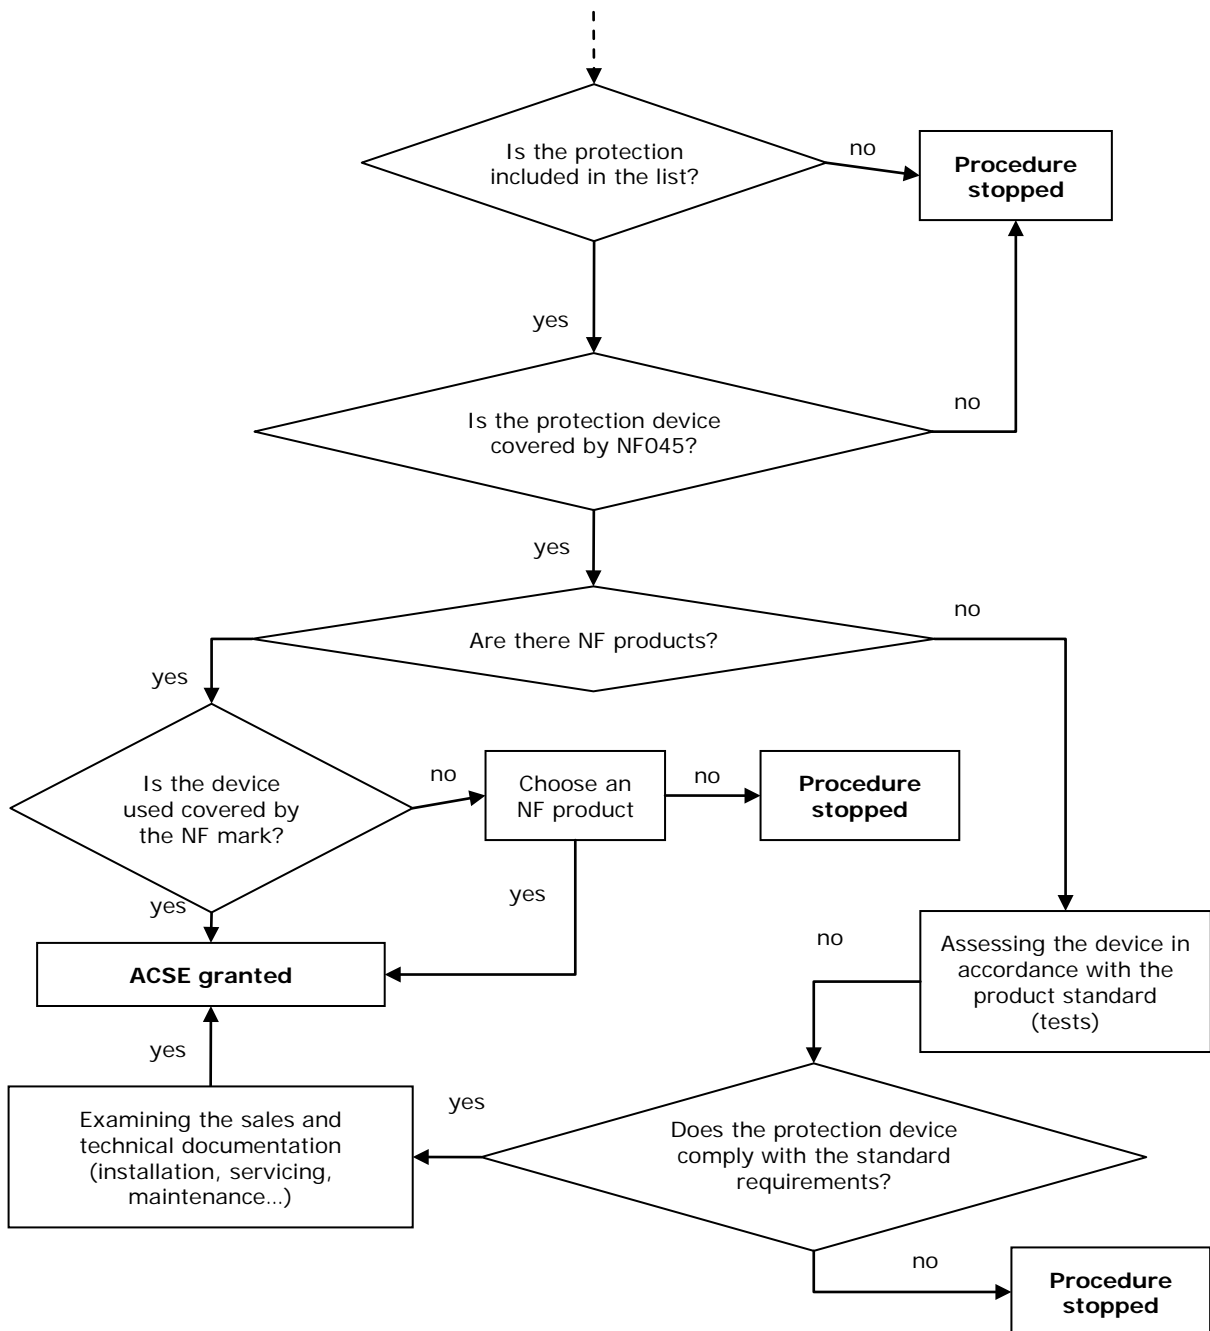 Is the protection
included in the list?
no
Procedure
stopped
yes
Is the protection device
covered by NF045?
no
yes
Are there NF products?
no
yes
Is the device
used covered by
the NF mark?
no
Choose an
NF product
no
Procedure
stopped
yes
yes
ACSE granted
no
Assessing the device in
accordance with the
product standard
(tests)
yes
Examining the sales and
technical documentation
(installation, servicing,
maintenance...)
yes
Does the protection device
comply with the standard
requirements?
no
Procedure
stopped